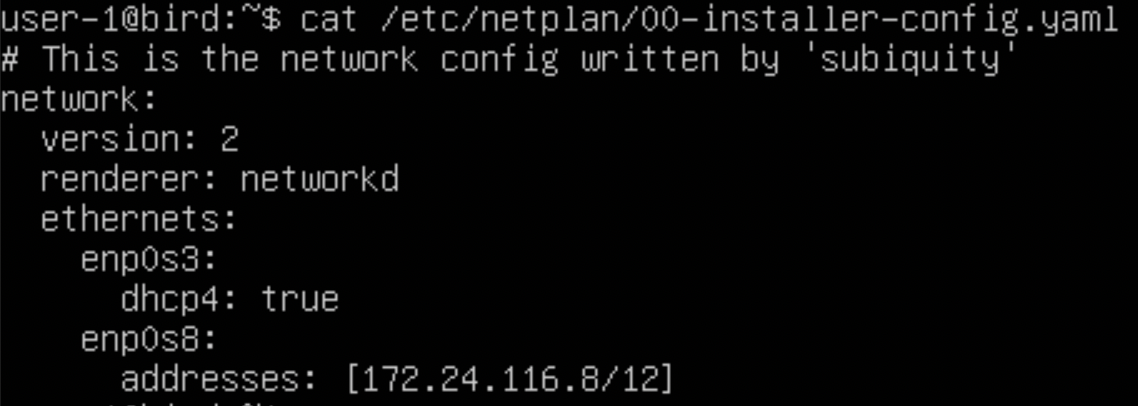 user-1@bird:~$ cat /etc/netplan/00-installer-config.yaml
# This is the network config written by 'subiquity'
network:
  version: 2
  renderer: networkd
  ethernets:
    enp0s3:
      dhcp4: true
    enp0s8:
      addresses: [172.24.116.8/12]